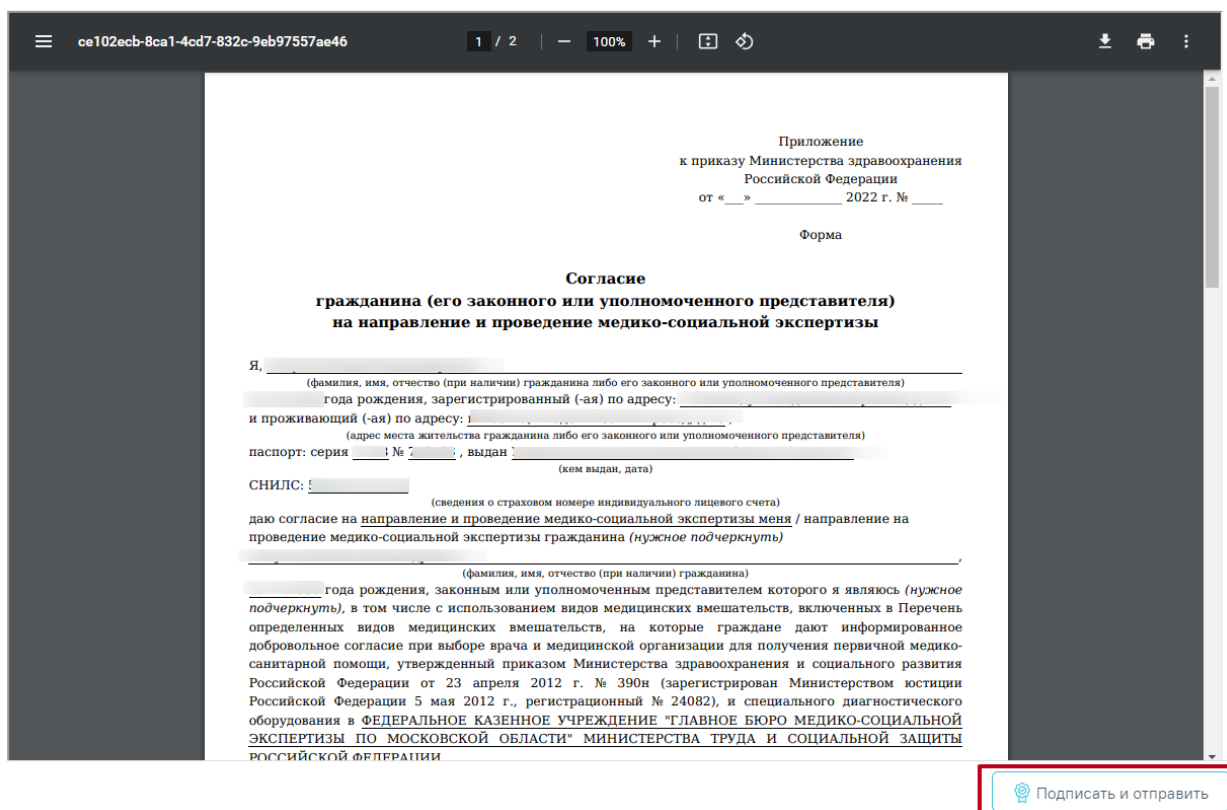 ce102ecb-8ca1-4cd7-832c-9eb97557ae46 1 / 2 | — 100% + |
Приложение
к приказу Министерства здравоохранения
Российской Федерации
от «___» ______________ 2022 г. № _____
Форма
Согласие
гражданина (его законного или уполномоченного представителя)
на направление и проведение медико-социальной экспертизы
Я,
(фамилия, имя, отчество (при наличии) гражданина либо его законного или уполномоченного представителя)
года рождения, зарегистрированный (-ая) по адресу:
и проживающий (-ая) по адресу: ,
(адрес места жительства гражданина либо его законного или уполномоченного представителя)
паспорт: серия № , выдан
(кем выдан, дата)
СНИЛС:
(сведения о страховом номере индивидуального лицевого счета)
даю согласие на направление и проведение медико-социальной экспертизы меня / направление на
проведение медико-социальной экспертизы гражданина (нужное подчеркнуть)
,
(фамилия, имя, отчество (при наличии) гражданина)
года рождения, законным или уполномоченным представителем которого я являюсь (нужное
подчеркнуть), в том числе с использованием видов медицинских вмешательств, включенных в Перечень
определенных видов медицинских вмешательств, на которые граждане дают информированное
добровольное согласие при выборе врача и медицинской организации для получения первичной медико-
санитарной помощи, утвержденный приказом Министерства здравоохранения и социального развития
Российской Федерации от 23 апреля 2012 г. № 390н (зарегистрирован Министерством юстиции
Российской Федерации 5 мая 2012 г., регистрационный № 24082), и специального диагностического
оборудования в ФЕДЕРАЛЬНОЕ КАЗЕННОЕ УЧРЕЖДЕНИЕ "ГЛАВНОЕ БЮРО МЕДИКО-СОЦИАЛЬНОЙ
ЭКСПЕРТИЗЫ ПО МОСКОВСКОЙ ОБЛАСТИ" МИНИСТЕРСТВА ТРУДА И СОЦИАЛЬНОЙ ЗАЩИТЫ
РОССИЙСКОЙ ФЕДЕРАЦИИ
Подписать и отправить